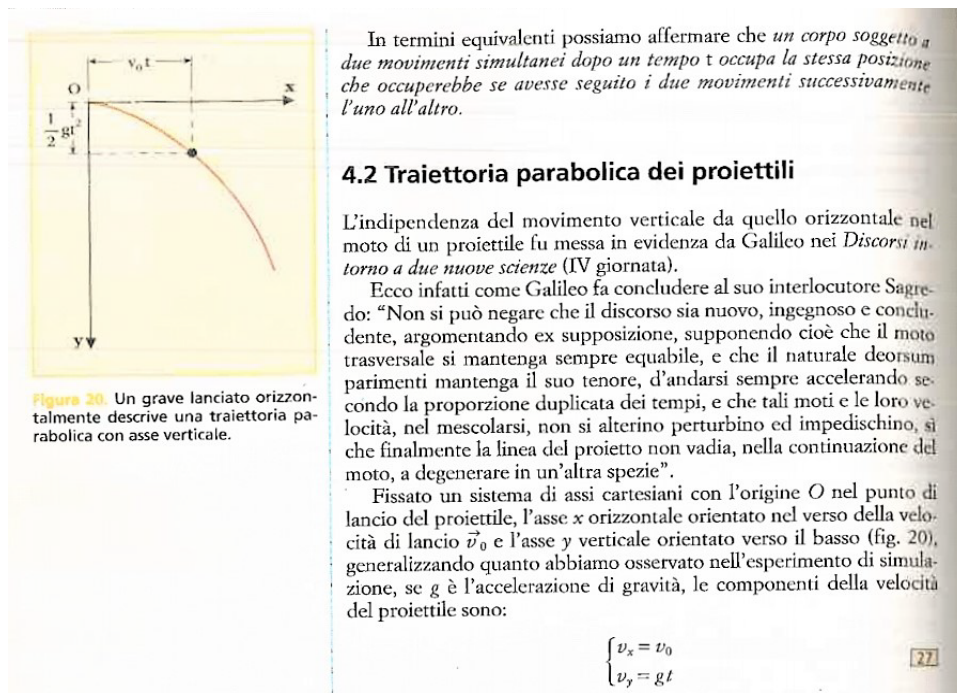 v₀t
O
x
1/2 gt²
y
Figura 20. Un grave lanciato orizzon-
talmente descrive una traiettoria pa-
rabolica con asse verticale.
In termini equivalenti possiamo affermare che un corpo soggetto a
due movimenti simultanei dopo un tempo t occupa la stessa posizione
che occuperebbe se avesse seguito i due movimenti successivamente
l'uno all'altro.
4.2 Traiettoria parabolica dei proiettili
L'indipendenza del movimento verticale da quello orizzontale nel
moto di un proiettile fu messa in evidenza da Galileo nei Discorsi in-
torno a due nuove scienze (IV giornata).
Ecco infatti come Galileo fa concludere al suo interlocutore Sagre-
do: “Non si può negare che il discorso sia nuovo, ingegnoso e conclu-
dente, argomentando ex supposizione, supponendo cioè che il moto
trasversale si mantenga sempre equabile, e che il naturale deorsum
parimenti mantenga il suo tenore, d'andarsi sempre accelerando se-
condo la proporzione duplicata dei tempi, e che tali moti e le loro ve-
locità, nel mescolarsi, non si alterino perturbino ed impedischino, sì
che finalmente la linea del proietto non vadia, nella continuazione del
moto, a degenerare in un'altra spezie”.
Fissato un sistema di assi cartesiani con l'origine O nel punto di
lancio del proiettile, l'asse x orizzontale orientato nel verso della velo-
cità di lancio v⃗₀ e l'asse y verticale orientato verso il basso (fig. 20),
generalizzando quanto abbiamo osservato nell'esperimento di simula-
zione, se g è l'accelerazione di gravità, le componenti della velocità
del proiettile sono:
vₓ = v₀
v_y = gt
27